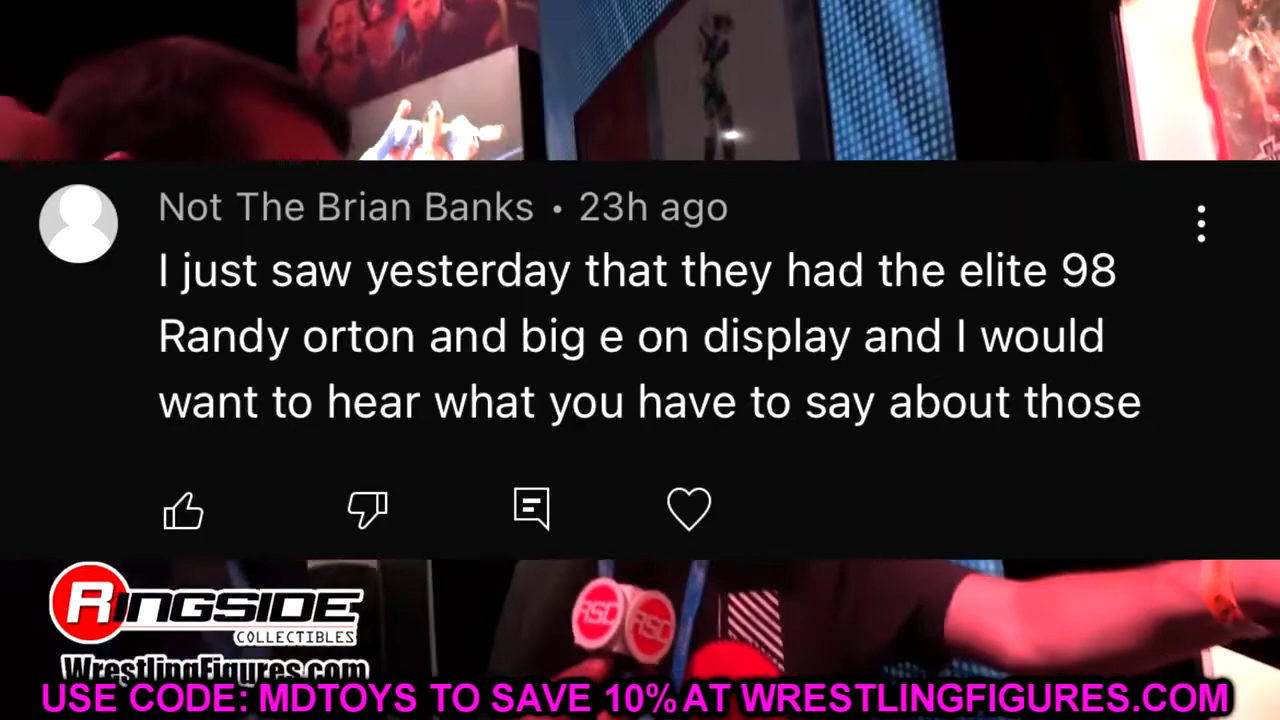 Not The Brian Banks • 23h ago
I just saw yesterday that they had the elite 98
Randy orton and big e on display and I would
want to hear what you have to say about those
RSC RSC
RINGSIDE
COLLECTIBLES
WrestlingFigures.com
USE CODE: MDTOYS TO SAVE 10% AT WRESTLINGFIGURES.COM